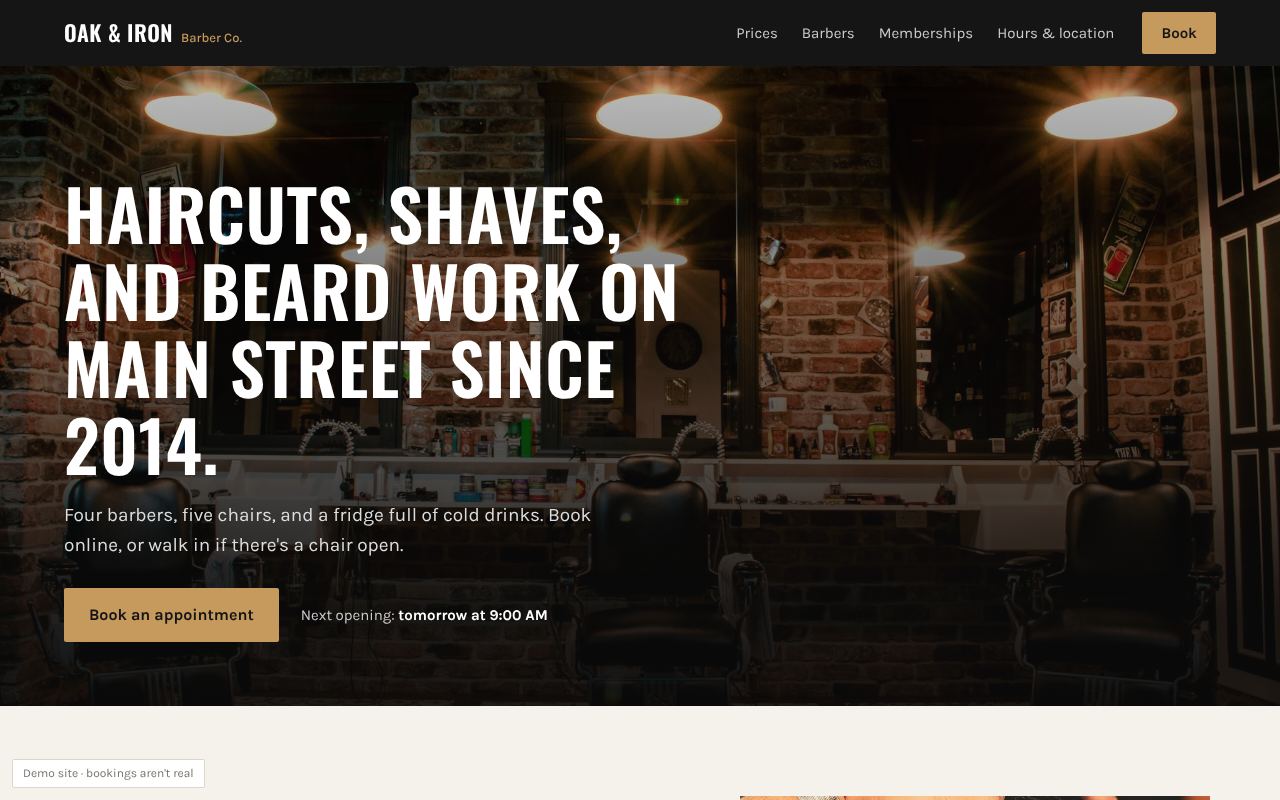 OAK & IRON Barber Co.
Prices Barbers Memberships Hours & location Book
HAIRCUTS, SHAVES,
AND BEARD WORK ON
MAIN STREET SINCE
2014.
Four barbers, five chairs, and a fridge full of cold drinks. Book
online, or walk in if there's a chair open.
Book an appointment
Next opening: tomorrow at 9:00 AM
Demo site · bookings aren't real